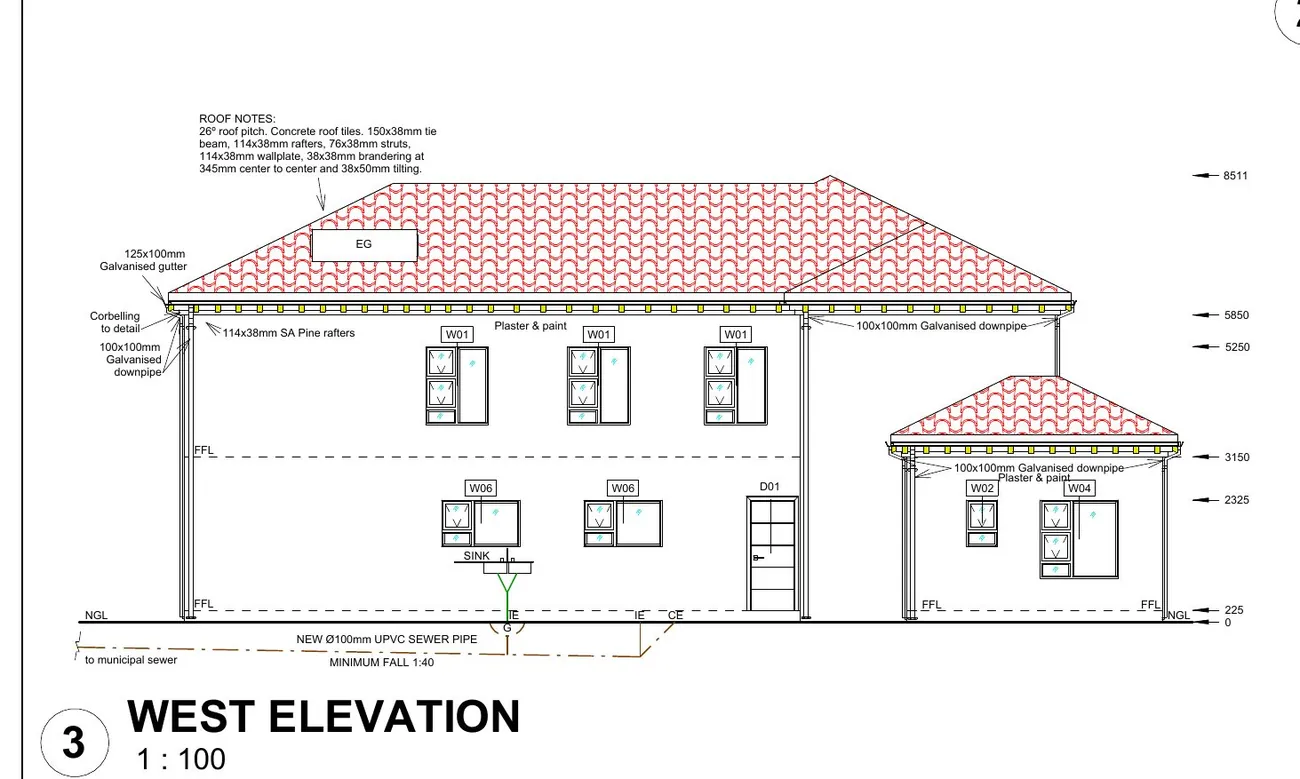 ROOF NOTES:
26º roof pitch. Concrete roof tiles. 150x38mm tie
beam, 114x38mm rafters, 76x38mm struts,
114x38mm wallplate, 38x38mm brandering at
345mm center to center and 38x50mm tilting.
8511
EG
125x100mm
Galvanised gutter
Corbelling
to detail
114x38mm SA Pine rafters
Plaster & paint
100x100mm Galvanised downpipe
5850
W01
W01
W01
100x100mm
Galvanised
downpipe
5250
FFL
3150
100x100mm Galvanised downpipe
Plaster & paint
W06
W06
D01
W02
W04
2325
SINK
FFL
FFL
FFL
225
NGL
IE
IE
CE
NGL
0
G
NEW Ø100mm UPVC SEWER PIPE
to municipal sewer
MINIMUM FALL 1:40
3
WEST ELEVATION
1 : 100